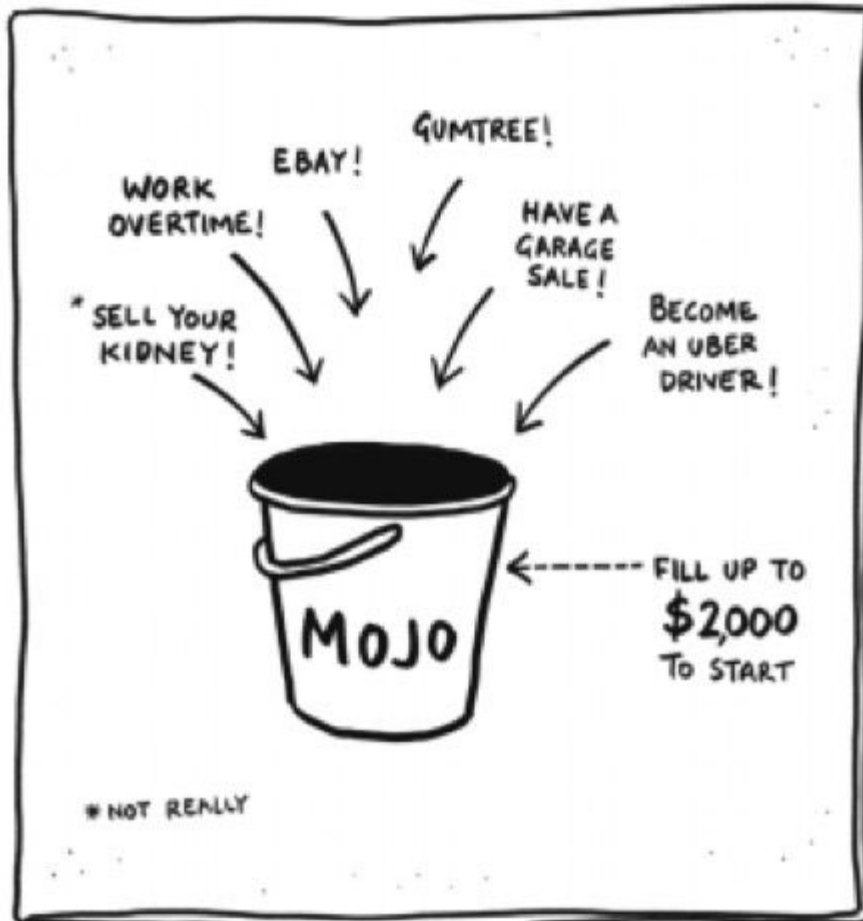 GUMTREE!
EBAY!
WORK
OVERTIME!
HAVE A
GARAGE
SALE!
* SELL YOUR
KIDNEY!
BECOME
AN UBER
DRIVER!
MOJO
FILL UP TO
$2,000
TO START
* NOT REALLY